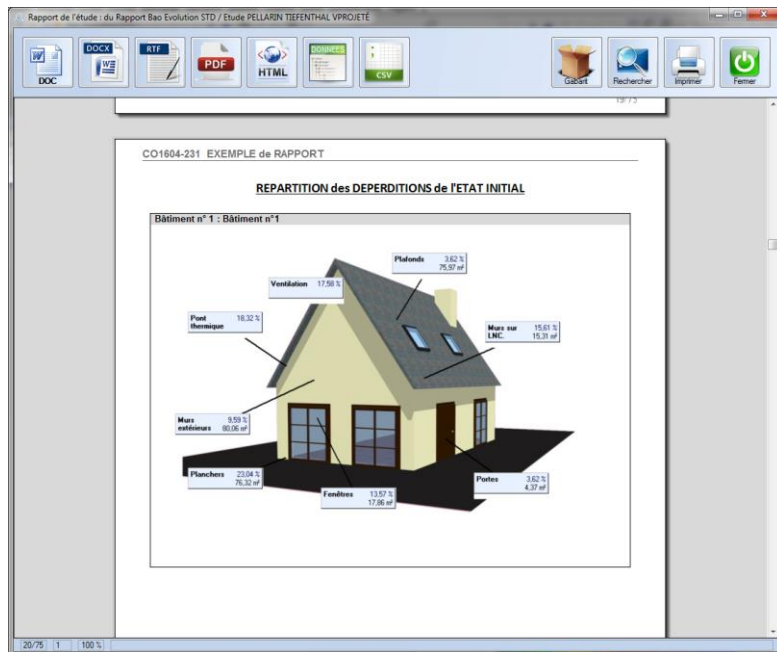 Rapport de l'étude : du Rapport Bao Evolution STD / Etude PELLARIN TIEFENTHAL VPROJETÉ
DOC
DOCX
RTF
PDF
HTML
DONNÉES
CSV
Gabarit
Rechercher
Imprimer
Fermer
19/75
CO1604-231 EXEMPLE de RAPPORT
REPARTITION des DEPERDITIONS de l'ETAT INITIAL
Bâtiment n° 1 : Bâtiment n°1
Plafonds 3,62 %
75,97 m²
Ventilation 17,58 %
Pont thermique 18,32 %
Murs sur LNC. 15,61 %
15,31 m²
Murs extérieurs 9,59 %
80,06 m²
Planchers 23,04 %
76,32 m²
Fenêtres 13,57 %
17,86 m²
Portes 3,62 %
4,37 m²
20/75 1 100 %